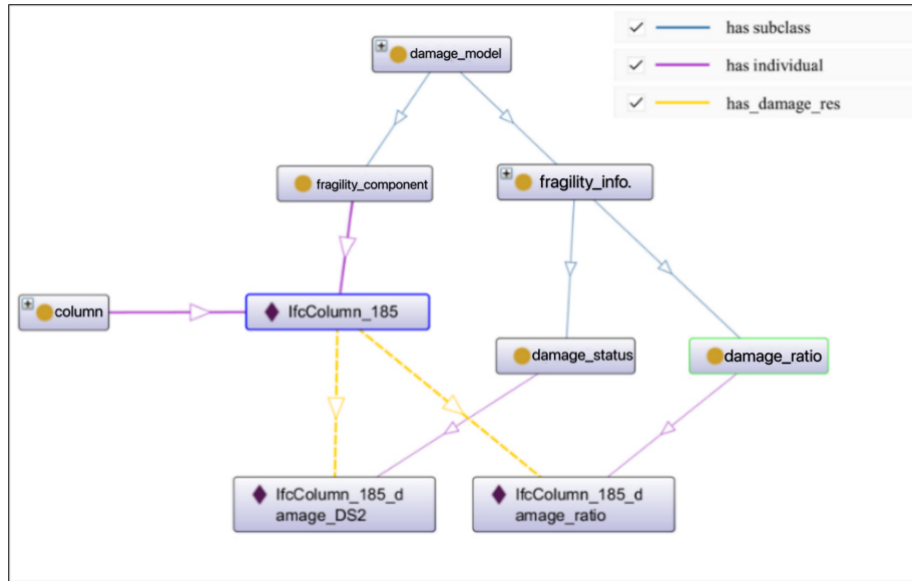 damage_model
has subclass
has individual
has_damage_res
fragility_component
fragility_info.
column
IfcColumn_185
damage_status
damage_ratio
IfcColumn_185_d
amage_DS2
IfcColumn_185_d
amage_ratio